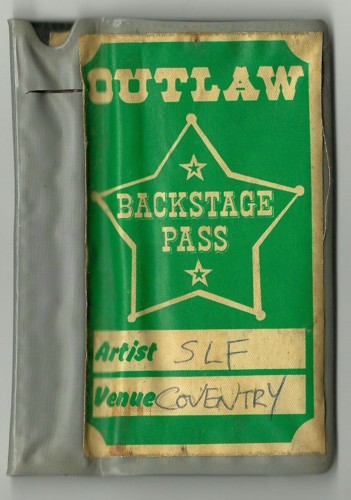 OUTLAW
BACKSTAGE
PASS
Artist SLF
Venue COVENTRY